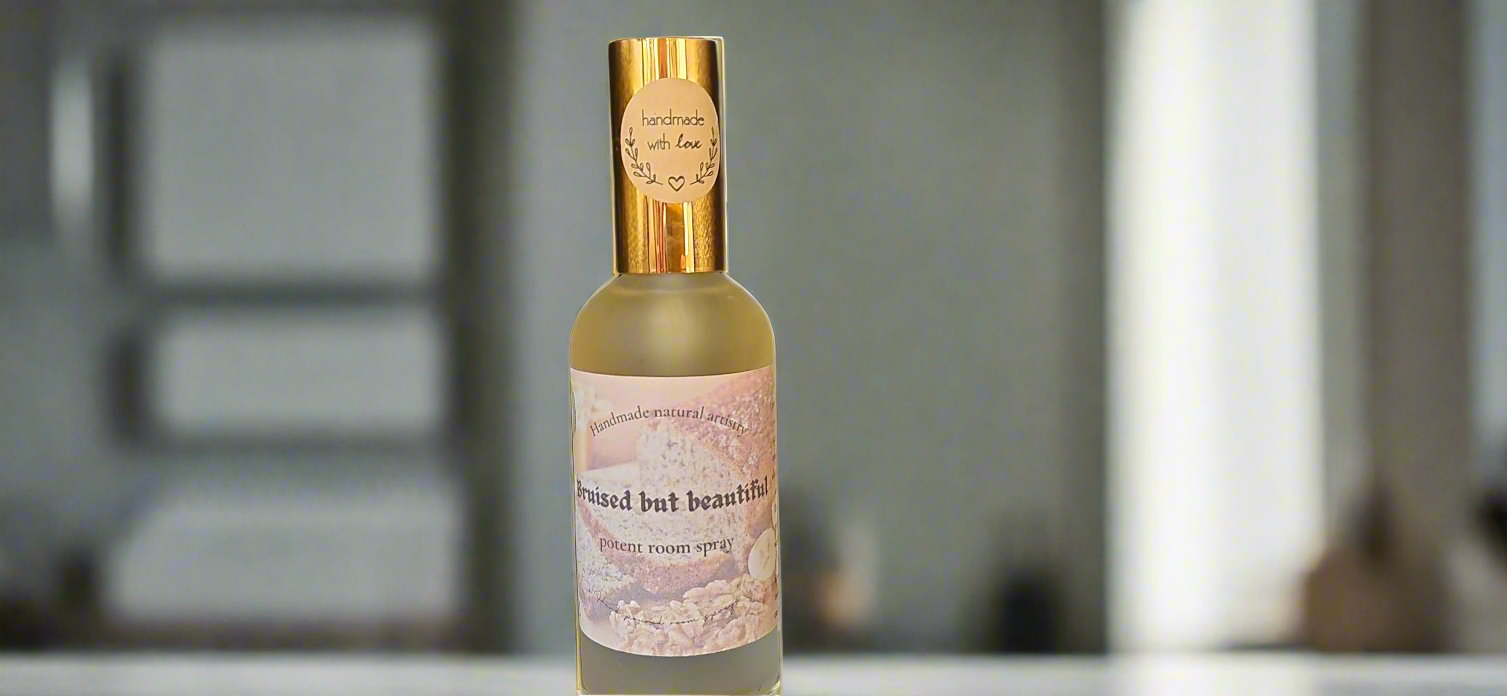 handmade
with love
Handmade natural artistry
Bruised but beautiful
potent room spray